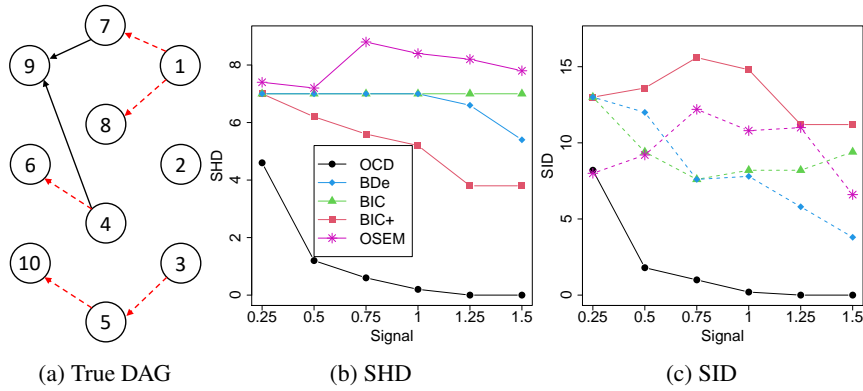 7
9
1
8
6
2
4
10
3
5
SHD
8
6
4
2
0
OCD
BDe
BIC
BIC+
OSEM
0.25 0.5 0.75 1 1.25 1.5
Signal
SID
15
10
5
0
0.25 0.5 0.75 1 1.25 1.5
Signal
(a) True DAG
(b) SHD
(c) SID